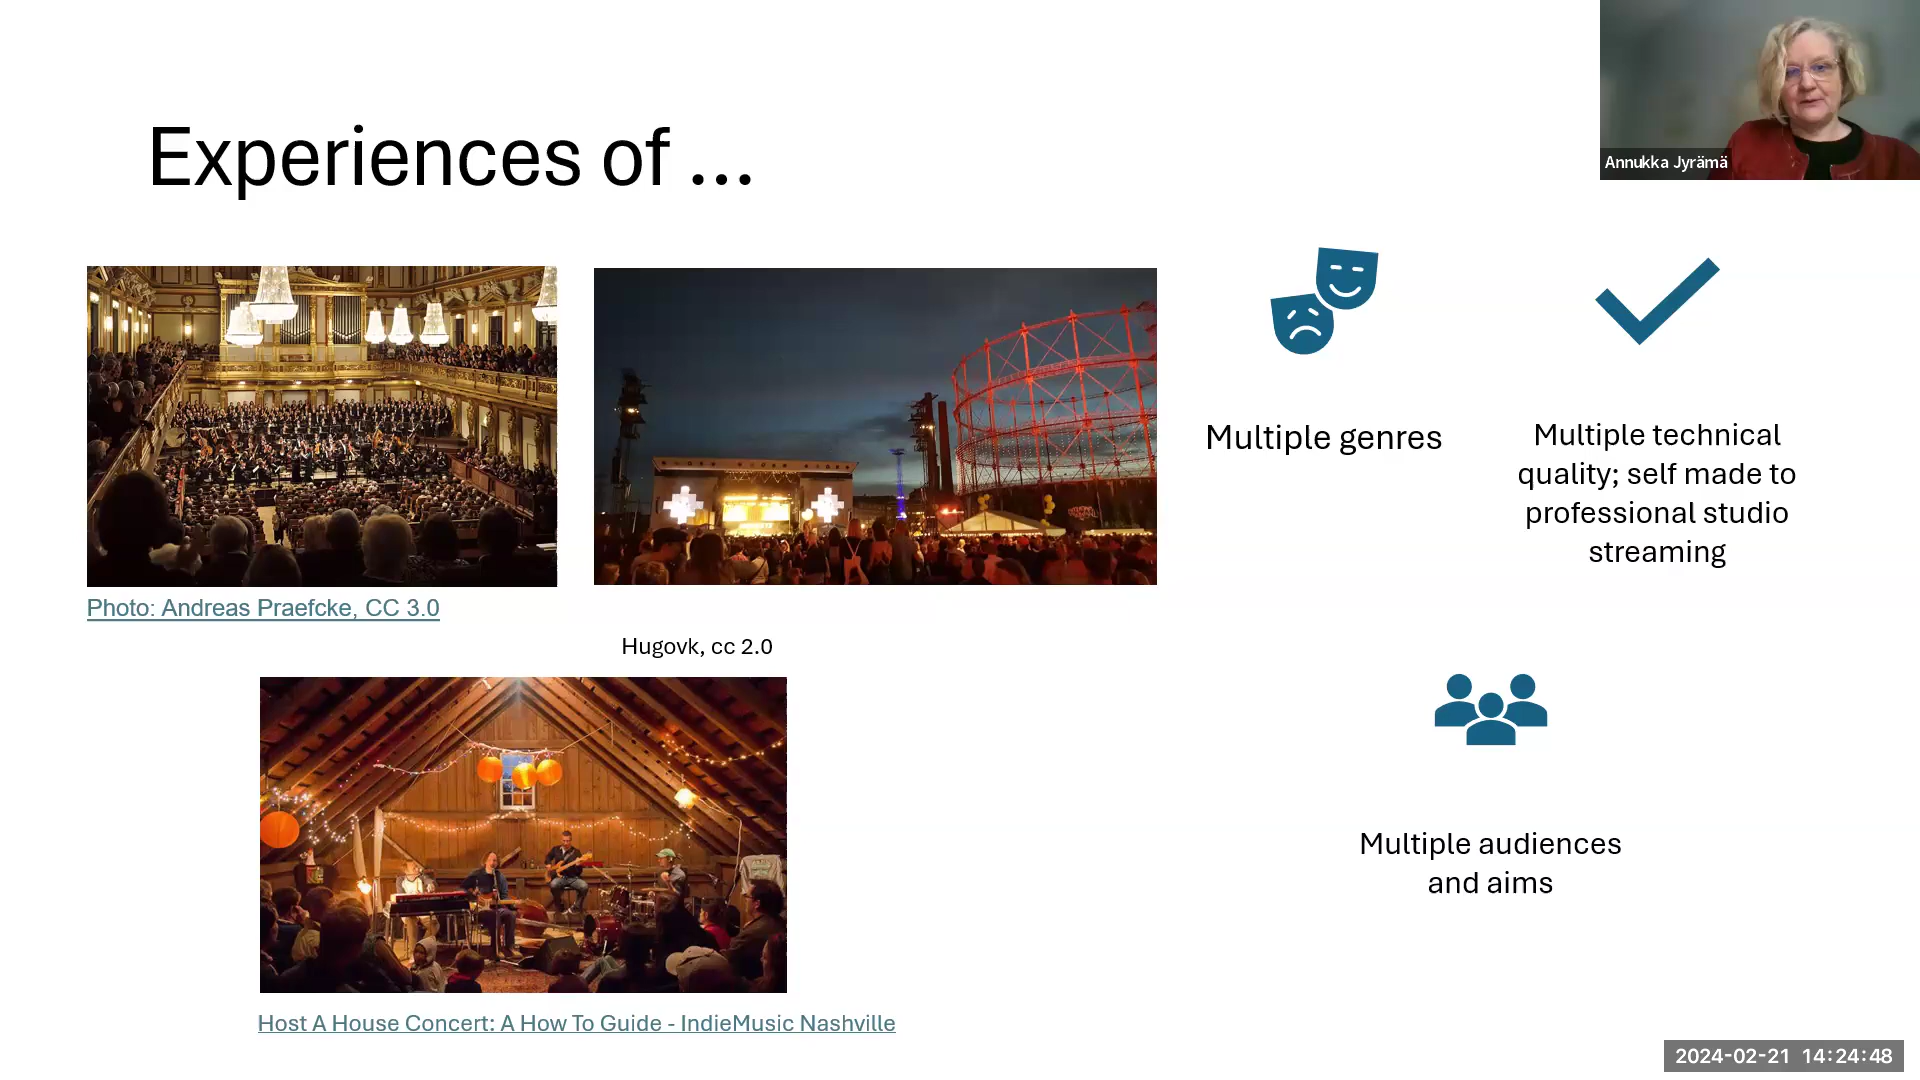 Experiences of ...
Annukka Jyrämä
Multiple genres
Multiple technical
quality; self made to
professional studio
streaming
Photo: Andreas Praefcke, CC 3.0
Hugovk, cc 2.0
Multiple audiences
and aims
Host A House Concert: A How To Guide - IndieMusic Nashville
2024-02-21 14:24:48